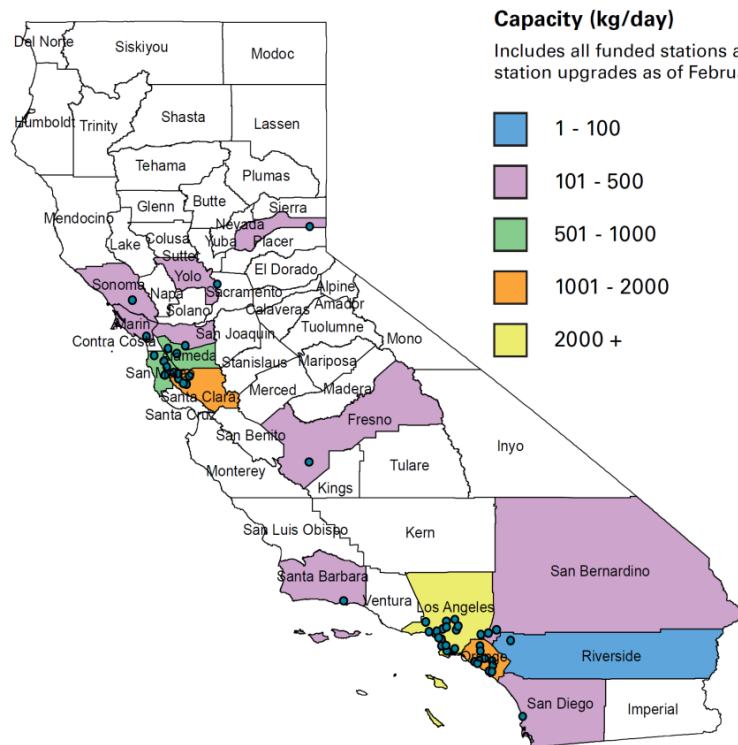 Capacity (kg/day)
Includes all funded stations a
station upgrades as of Febru
1 - 100
101 - 500
501 - 1000
1001 - 2000
2000 +
Del Norte
Siskiyou
Modoc
Humboldt
Trinity
Shasta
Lassen
Tehama
Plumas
Mendocino
Glenn
Butte
Sierra
Lake
Colusa
Sutter
Yuba
Nevada
Placer
Sonoma
Napa
Yolo
El Dorado
Sacramento
Alpine
Amador
Solano
Calaveras
Marin
Contra Costa
San Joaquin
Tuolumne
Mono
Alameda
Stanislaus
Mariposa
San M
Santa Clara
Merced
Madera
Santa Cruz
Fresno
San Benito
Inyo
Monterey
Kings
Tulare
San Luis Obispo
Kern
Santa Barbara
Ventura
Los Angeles
San Bernardino
Orange
Riverside
San Diego
Imperial